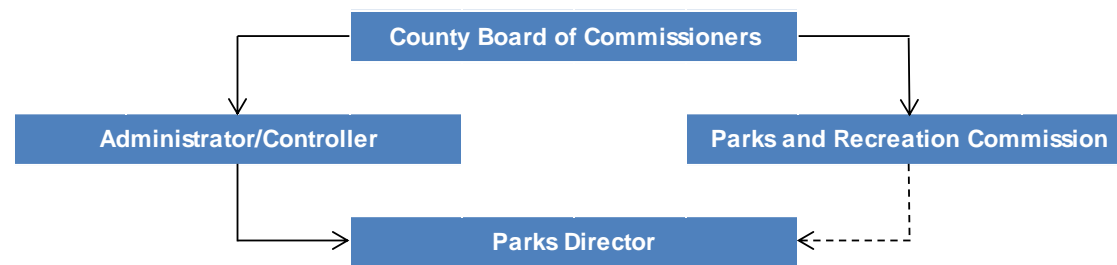 County Board of Commissioners
Administrator/Controller
Parks and Recreation Commission
Parks Director